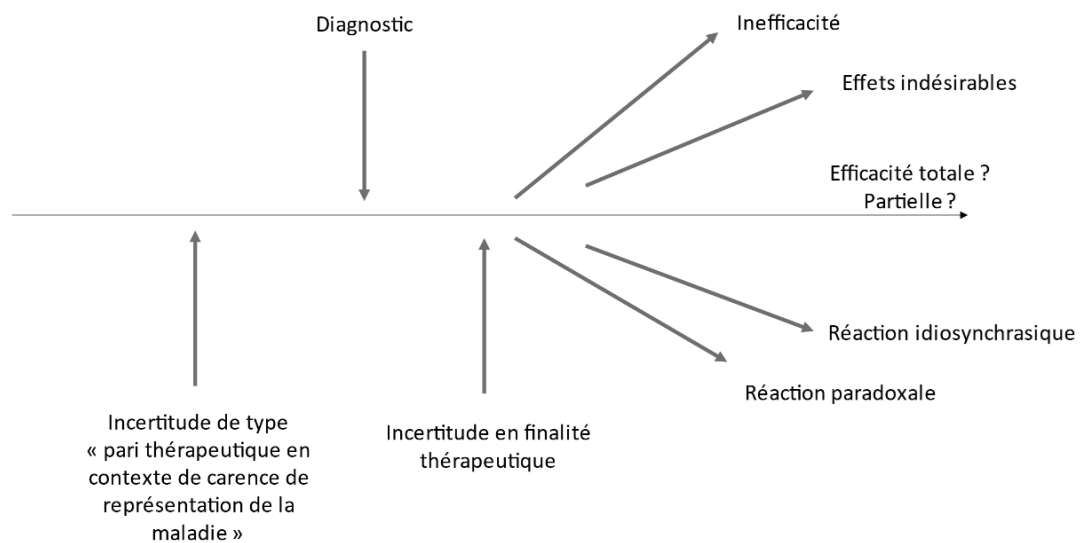 Diagnostic
Inefficacité
Effets indésirables
Efficacité totale ?
Partielle ?
Réaction idiosynchrasique
Réaction paradoxale
Incertitude de type
« pari thérapeutique en
contexte de carence de
représentation de la
maladie »
Incertitude en finalité
thérapeutique